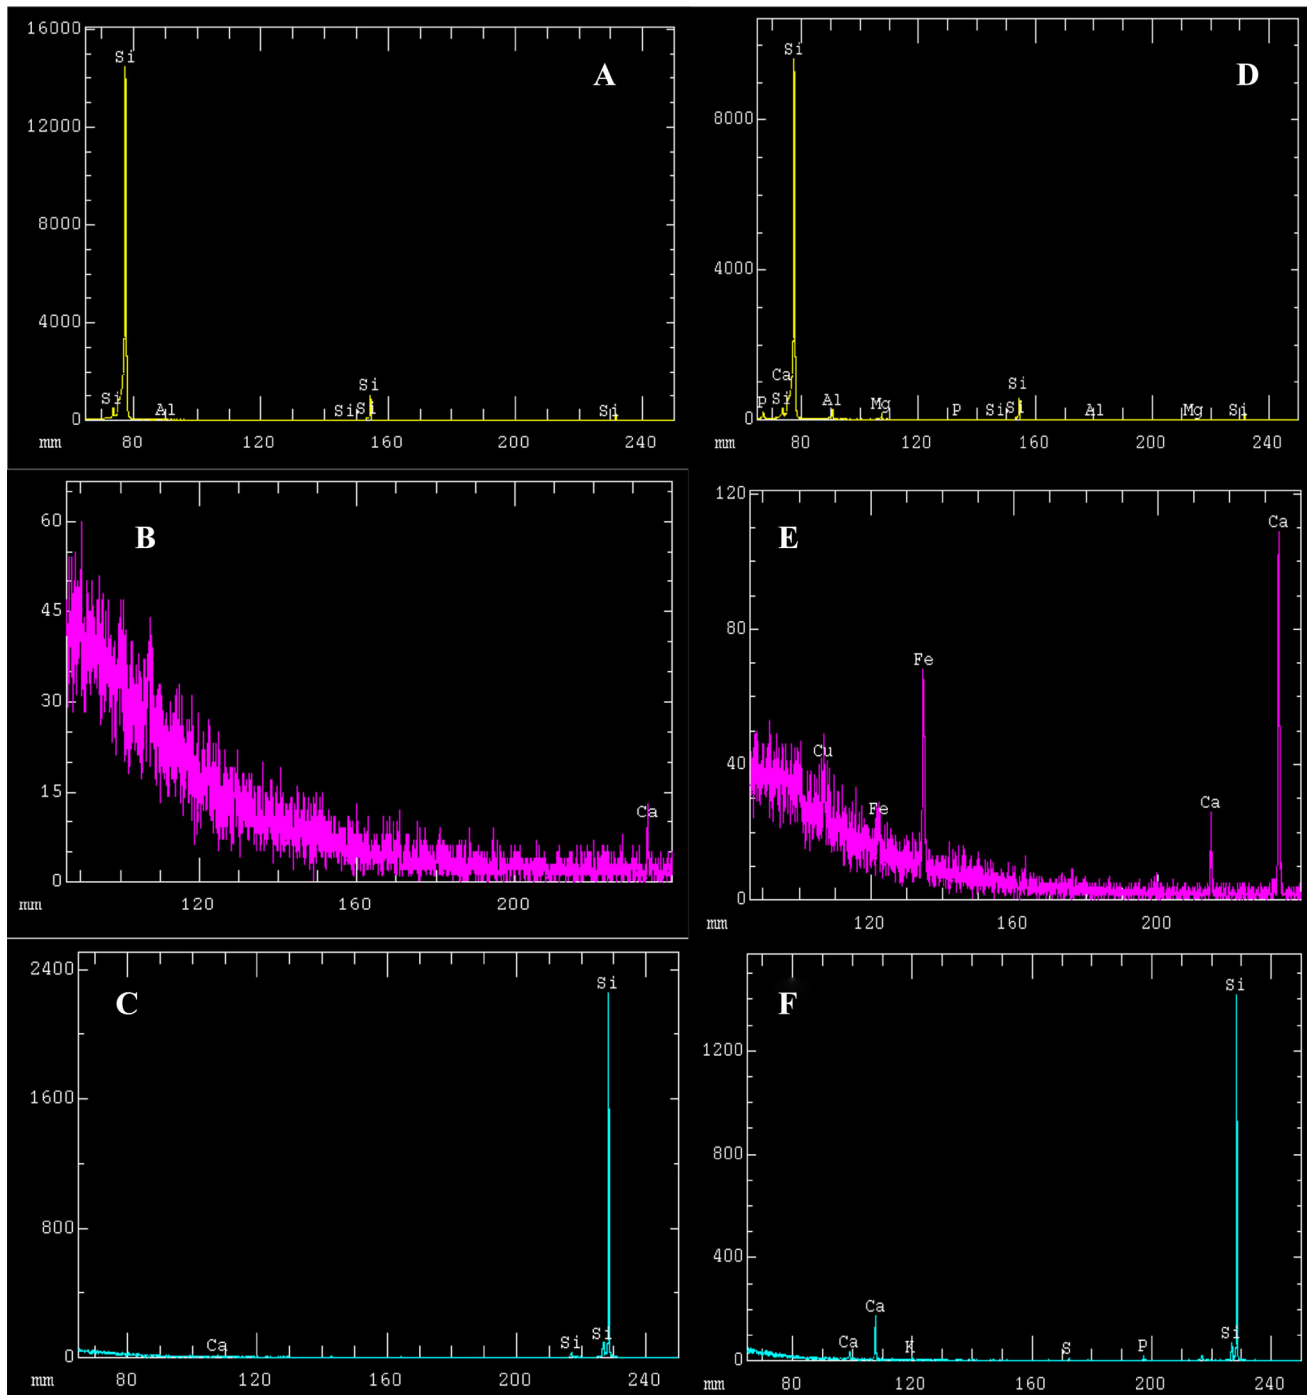 16000
Si
A
12000
8000
4000
Si
Si Al Si Si Si
0
mm 80 120 160 200 240
Si
D
8000
4000
Ca
Si
P Si Al Mg P Si Si Al Mg Si
0
mm 80 120 160 200 240
60
B
45
30
15
Ca
0
mm 120 160 200
120
E
Ca
80
Fe
40
Cu
Fe
Ca
0
mm 120 160 200
2400
Si
C
1600
800
Ca Si Si
0
mm 80 120 160 200 240
Si
F
1200
800
400
Ca
Ca K S P Si
0
mm 80 120 160 200 240